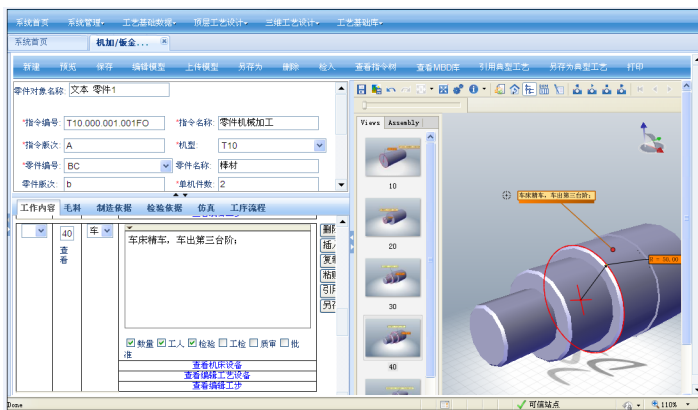 系统首页 系统管理 工艺基础数据 顶层工艺设计 三维工艺设计 工艺基础库
系统首页 机加/钣金...
新建 预览 保存 编辑模型 上传模型 另存为 删除 检入 查看指令树 查看MBD库 引用典型工艺 另存为典型工艺 打印
零件对象名称: 文本 零件1
*指令编号: T10.000.001.001FO *指令名称: 零件机械加工
*指令版次: A *机型: T10
*零件编号: BC 零件名称: 棒材
零件版次: b *单机件数: 2
工作内容 毛料 制造依据 检验依据 仿真 工序流程
40 车
查看
车床精车，车出第三台阶;
数量 工人 检验 工检 质审 批准
查看机床设备
查看编辑工艺设备
查看编辑工步
Views Assembly
10
20
30
40
车床精车，车出第三台阶;
Done 可信站点 110%